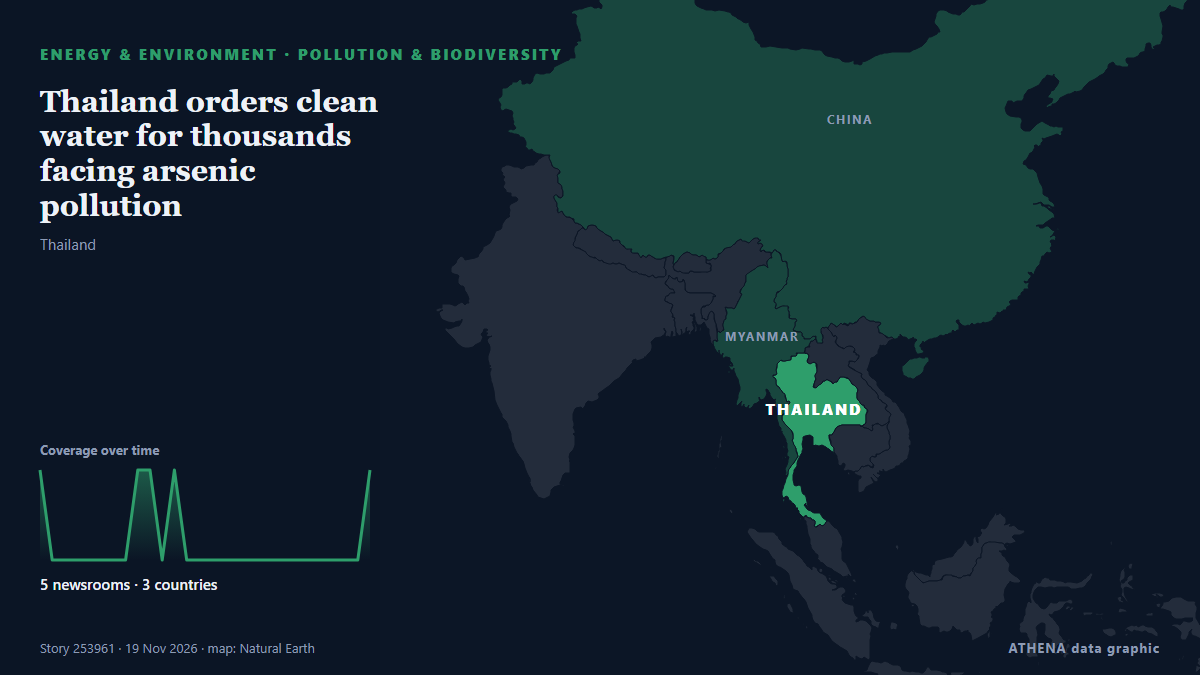 ENERGY & ENVIRONMENT · POLLUTION & BIODIVERSITY
Thailand orders clean
water for thousands
facing arsenic
pollution
Thailand
CHINA
MYANMAR
THAILAND
Coverage over time
5 newsrooms · 3 countries
Story 253961 · 19 Nov 2026 · map: Natural Earth
ATHENA data graphic